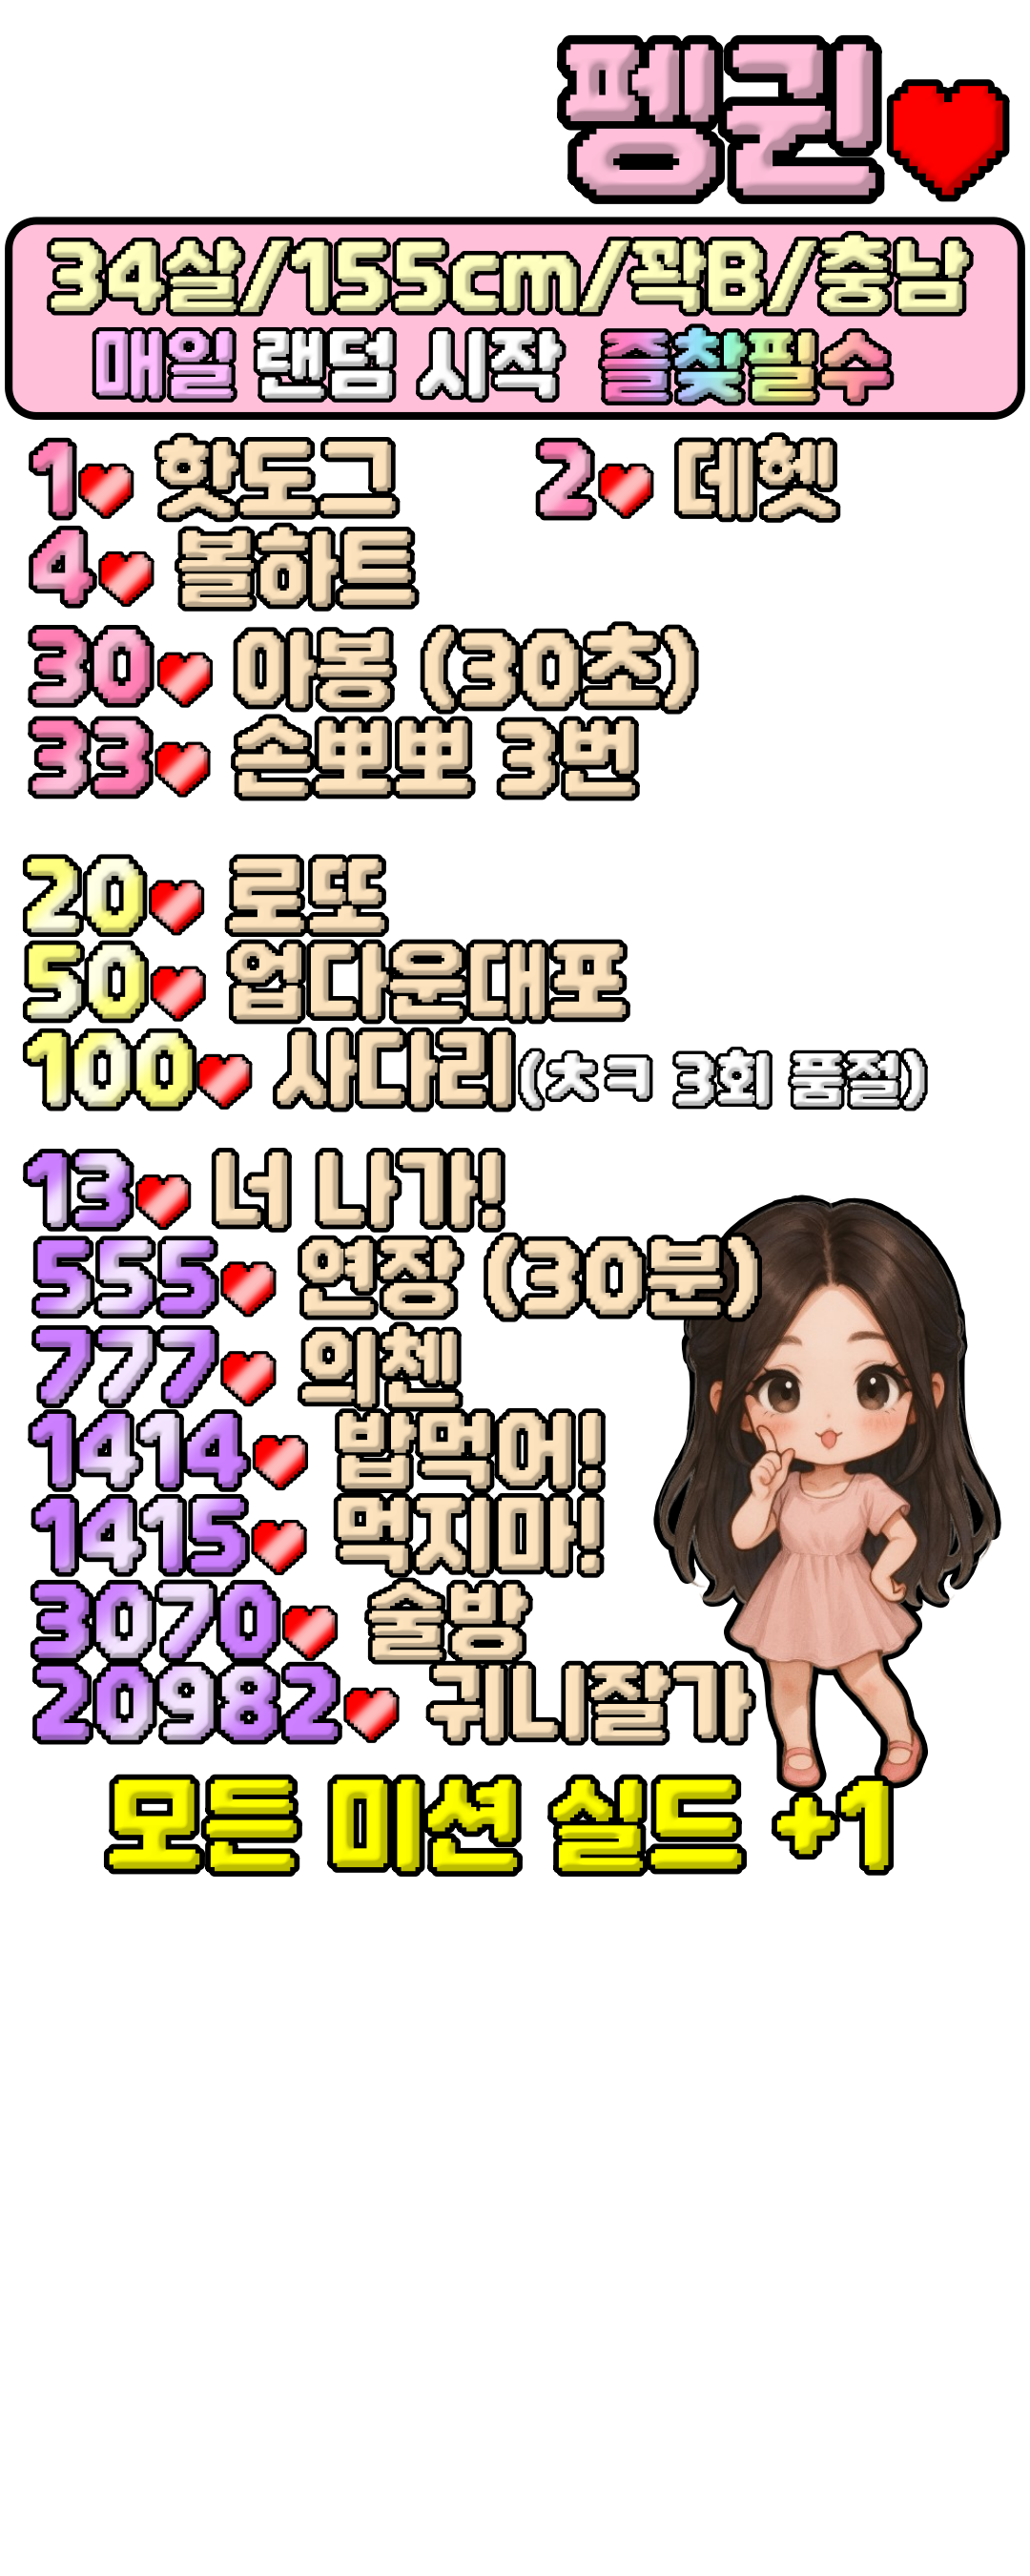 펭귄♥
34살/155cm/꽉B/충남
매일 랜덤 시작 즐찾필수
1♥ 핫도그 2♥ 데헷
4♥ 볼하트
30♥ 아봉 (30초)
33♥ 손뽀뽀 3번
20♥ 로또
50♥ 업다운대포
100♥ 사다리(ㅊㅋ 3회 품절)
13♥ 너 나가!
555♥ 연장 (30분)
777♥ 의첸
1414♥ 밥먹어!
1415♥ 먹지마!
3070♥ 술방
20982♥ 귀니잘가
모든 미션 실드 +1